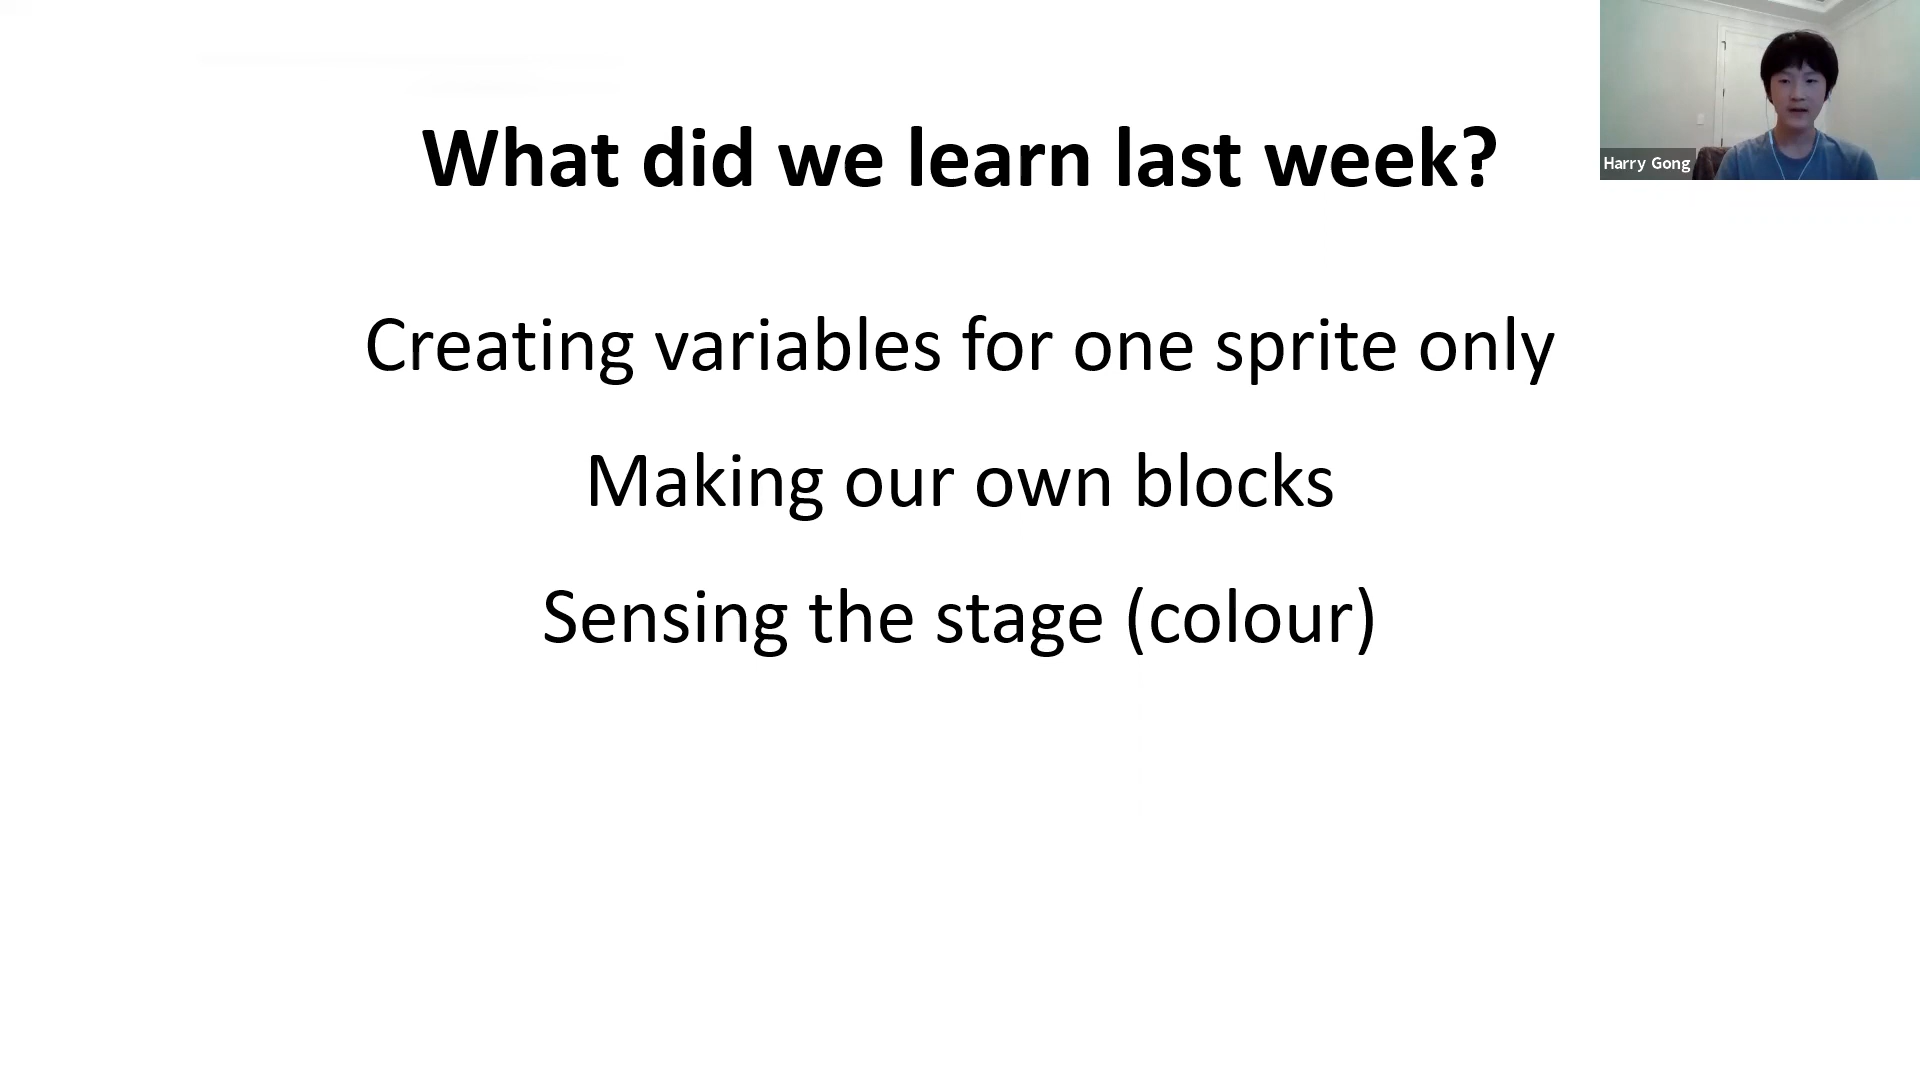 What did we learn last week?
Harry Gong
Creating variables for one sprite only
Making our own blocks
Sensing the stage (colour)